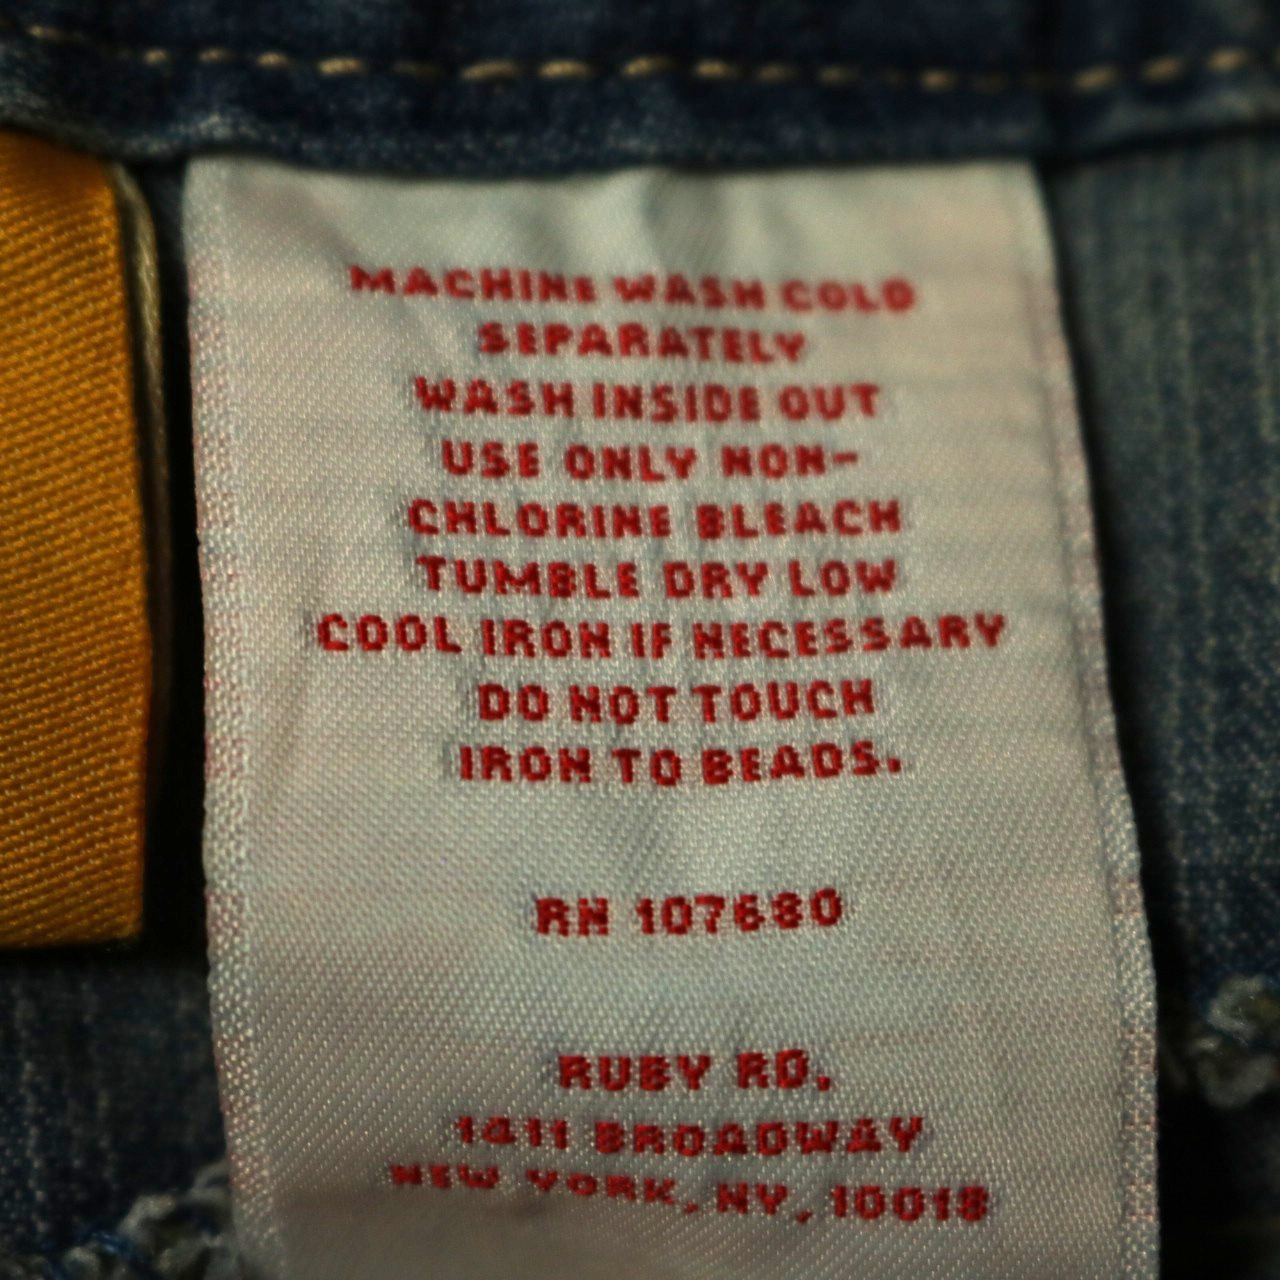 MACHINE WASH COLD
SEPARATELY
WASH INSIDE OUT
USE ONLY NON-
CHLORINE BLEACH
TUMBLE DRY LOW
COOL IRON IF NECESSARY
DO NOT TOUCH
IRON TO BEADS.
RN 107680
RUBY RD.
1411 BROADWAY
NEW YORK, NY, 10018